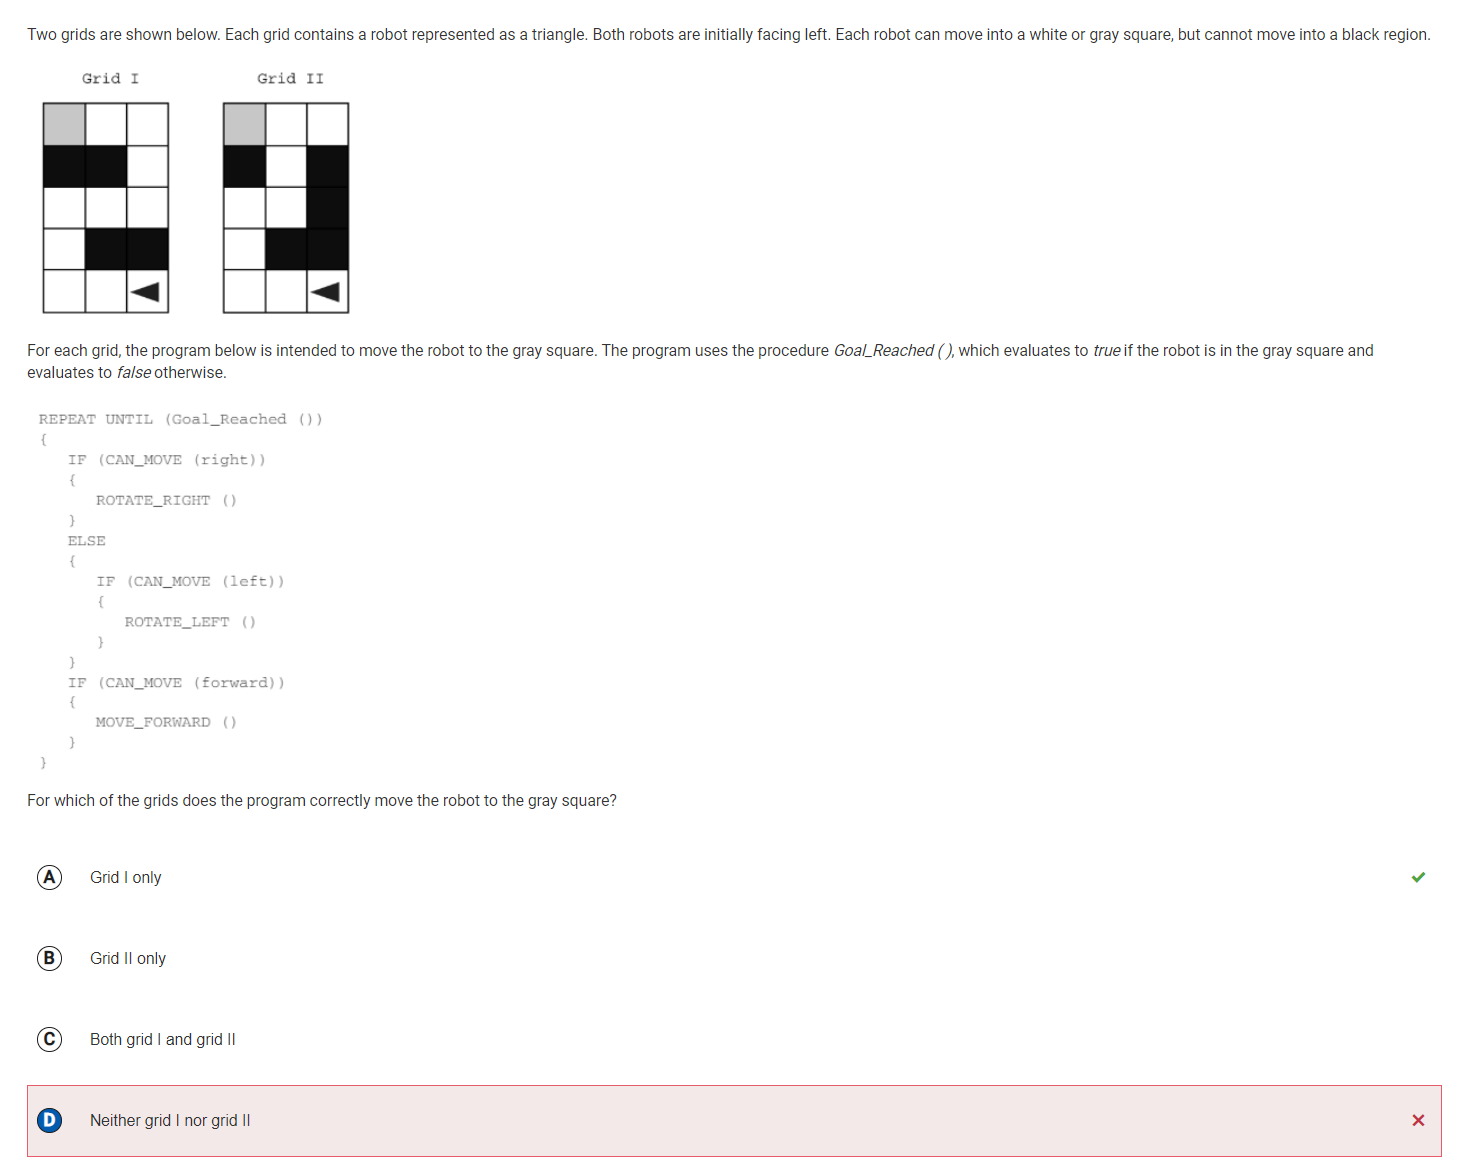 Two grids are shown below. Each grid contains a robot represented as a triangle. Both robots are initially facing left. Each robot can move into a white or gray square, but cannot move into a black region.
Grid I
Grid II
For each grid, the program below is intended to move the robot to the gray square. The program uses the procedure Goal_Reached ( ), which evaluates to true if the robot is in the gray square and
evaluates to false otherwise.
REPEAT UNTIL (Goal_Reached ())
{
IF (CAN_MOVE (right))
{
ROTATE_RIGHT ()
}
ELSE
{
IF (CAN_MOVE (left))
{
ROTATE_LEFT ()
}
}
IF (CAN_MOVE (forward))
{
MOVE_FORWARD ()
}
}
For which of the grids does the program correctly move the robot to the gray square?
A Grid I only
B Grid II only
C Both grid I and grid II
D Neither grid I nor grid II